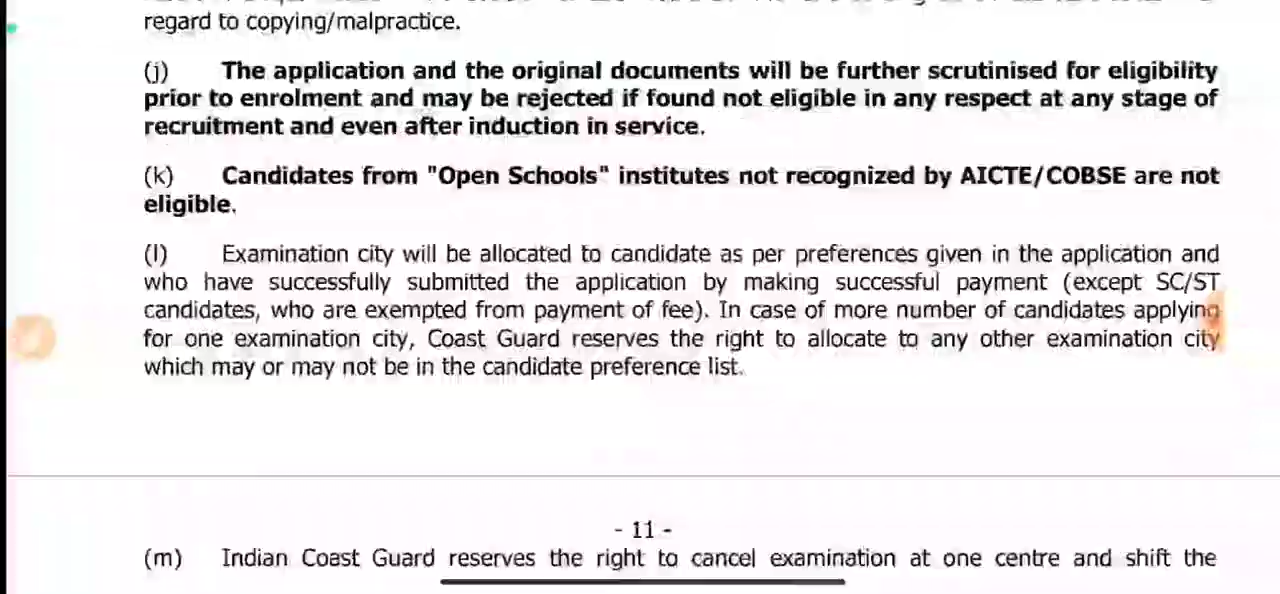 regard to copying/malpractice.
(j) The application and the original documents will be further scrutinised for eligibility
prior to enrolment and may be rejected if found not eligible in any respect at any stage of
recruitment and even after induction in service.
(k) Candidates from "Open Schools" institutes not recognized by AICTE/COBSE are not
eligible.
(l) Examination city will be allocated to candidate as per preferences given in the application and
who have successfully submitted the application by making successful payment (except SC/ST
candidates, who are exempted from payment of fee). In case of more number of candidates applying
for one examination city, Coast Guard reserves the right to allocate to any other examination city
which may or may not be in the candidate preference list.
- 11 -
(m) Indian Coast Guard reserves the right to cancel examination at one centre and shift the